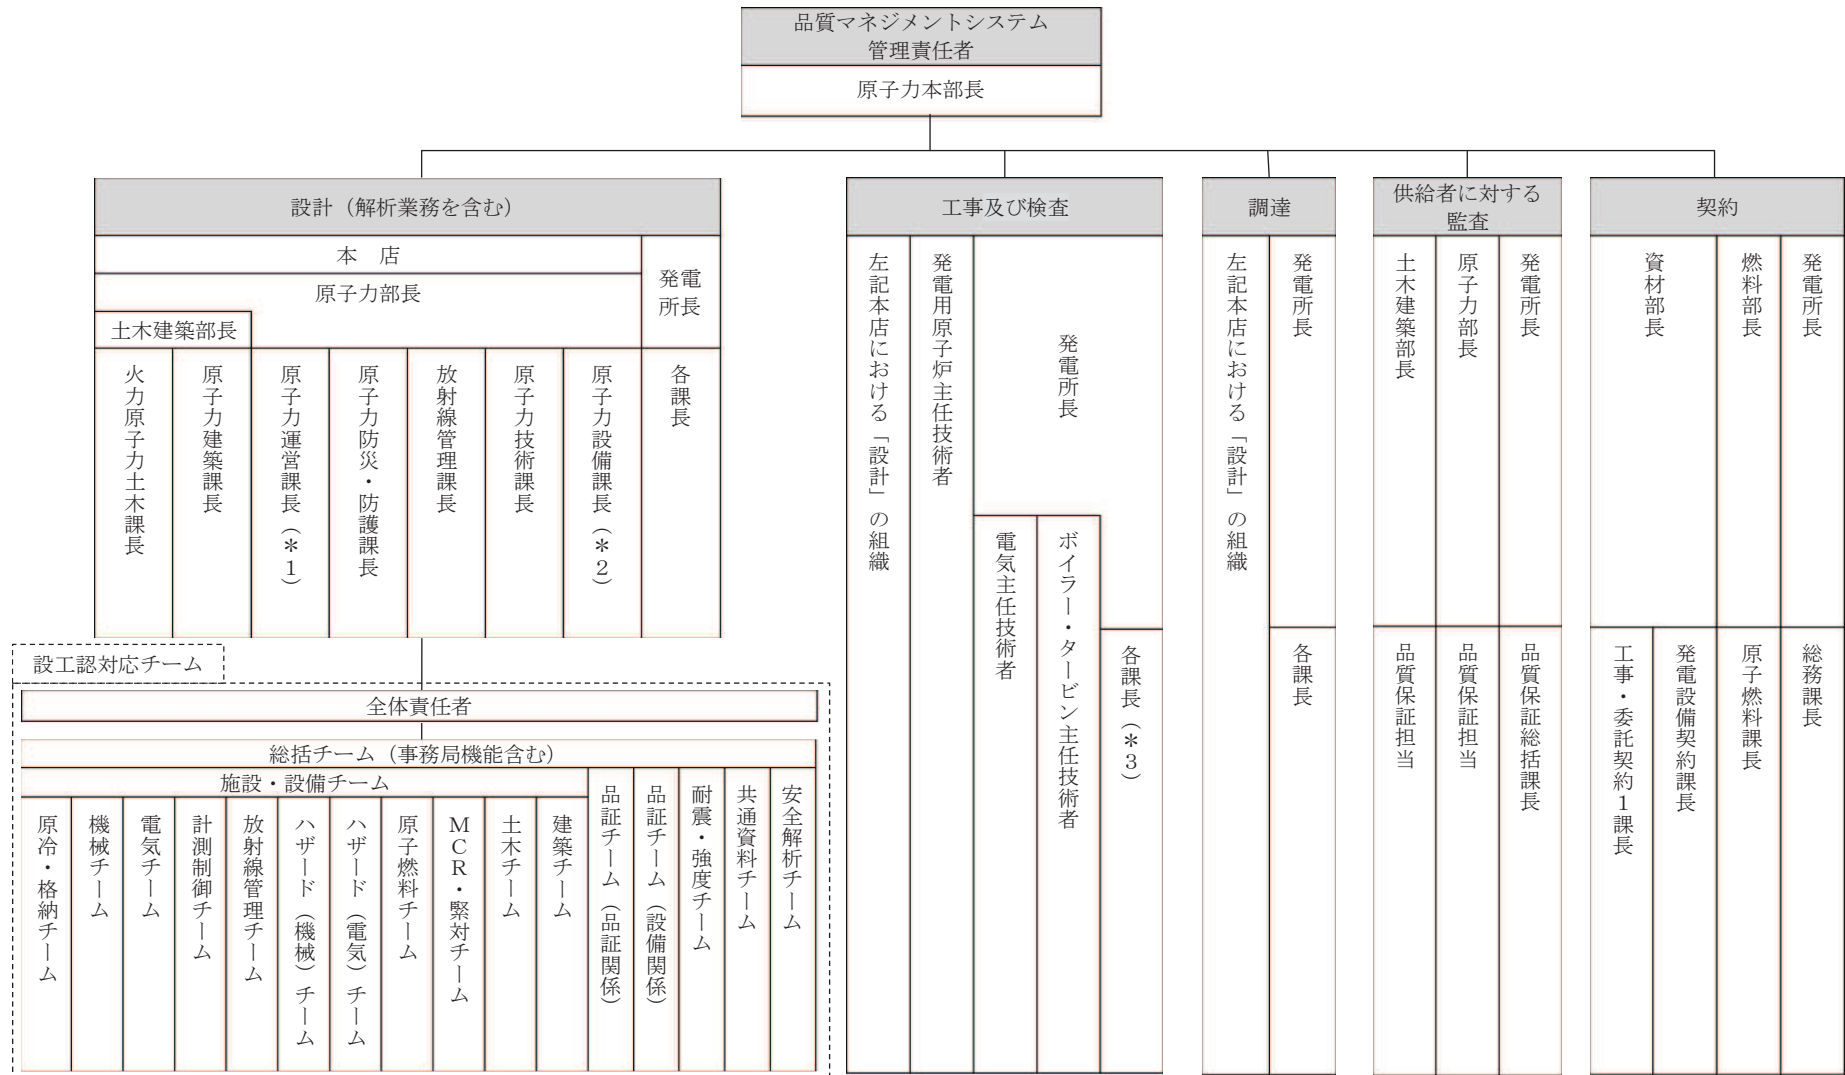 品質マネジメントシステム
管理責任者
原子力本部長
設計（解析業務を含む）
本　店
原子力部長
土木建築部長
発電
所長
火力原子力土木課長
原子力建築課長
原子力運営課長（＊１）
原子力防災・防護課長
放射線管理課長
原子力技術課長
原子力設備課長（＊２）
各課長
工事及び検査
左記本店における「設計」の組織
発電用原子炉主任技術者
発電所長
電気主任技術者
ボイラー・タービン主任技術者
各課長（＊３）
調達
左記本店における「設計」の組織
発電所長
各課長
供給者に対する
監査
土木建築部長
原子力部長
発電所長
品質保証担当
品質保証担当
品質保証総括課長
契約
資材部長
燃料部長
発電所長
工事・委託契約１課長
発電設備契約課長
原子燃料課長
総務課長
設工認対応チーム
全体責任者
総括チーム（事務局機能含む）
施設・設備チーム
原冷・格納チーム
機械チーム
電気チーム
計測制御チーム
放射線管理チーム
ハザード（機械）チーム
ハザード（電気）チーム
原子燃料チーム
ＭＣＲ・緊対チーム
土木チーム
建築チーム
品証チーム（品証関係）
品証チーム（設備関係）
耐震・強度チーム
共通資料チーム
安全解析チーム